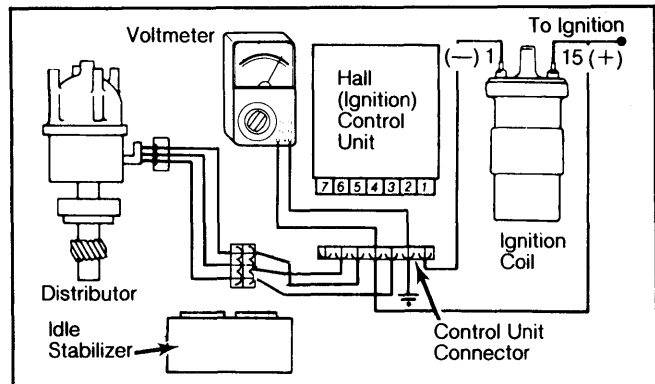 To Ignition
Voltmeter
(—) 1
15 (+)
Hall
(Ignition)
Control
Unit
7 6 5 4 3 2 1
Ignition
Coil
Distributor
Idle
Stabilizer
Control Unit
Connector